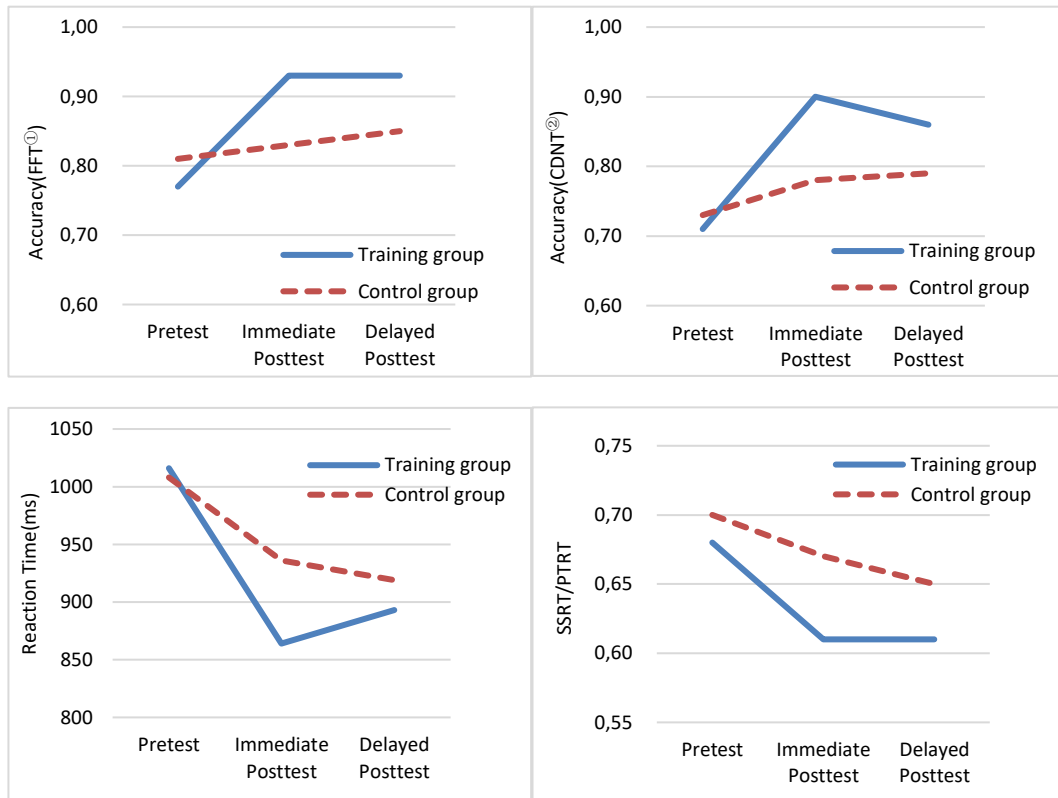 1,00
0,90
0,80
0,70
0,60
Accuracy(FFT①)
Training group
Control group
Pretest
Immediate
Posttest
Delayed
Posttest
1,00
0,90
0,80
0,70
0,60
Accuracy(CDNT②)
Training group
Control group
Pretest
Immediate
Posttest
Delayed
Posttest
1050
1000
950
900
850
800
Reaction Time(ms)
Training group
Control group
Pretest
Immediate
Posttest
Delayed
Posttest
0,75
0,70
0,65
0,60
0,55
SSRT/PTRT
Training group
Control group
Pretest
Immediate
Posttest
Delayed
Posttest